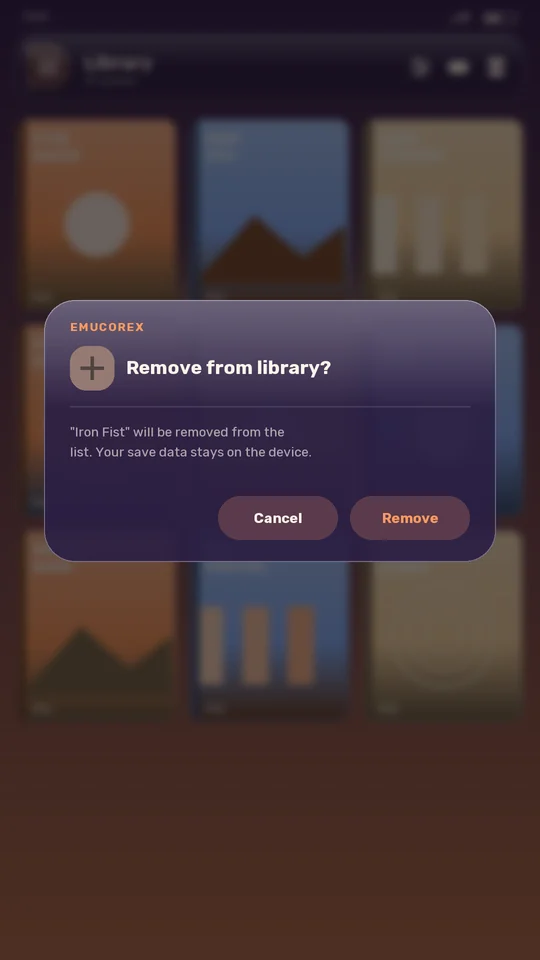 Library
EMUCOREX
Remove from library?
"Iron Fist" will be removed from the
list. Your save data stays on the device.
Cancel
Remove